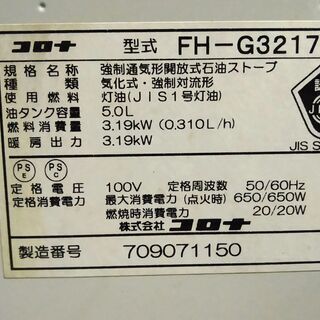 コロナ 型式 FH-G3217
規格名称 強制通気形開放式石油ストーブ
種類 気化式・強制対流形
使用燃料 灯油(JIS1号灯油)
油タンク容量 5.0L
燃料消費量 3.19kW (0.310L/h)
暖房出力 3.19kW
PS E PS C
JIS S
定格電圧 100V 定格周波数 50/60Hz
定格消費電力 最大消費電力 (点火時) 650/650W
燃焼時消費電力 20/20W
株式会社 コロナ
製造番号 709071150